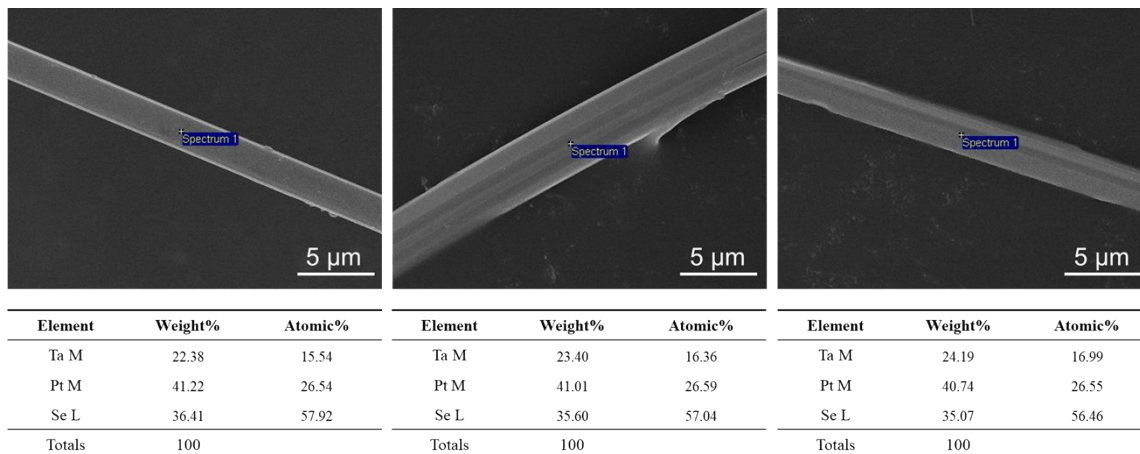 Spectrum 1
5 μm
Spectrum 1
5 μm
Spectrum 1
5 μm
Element Weight% Atomic%
Ta M 22.38 15.54
Pt M 41.22 26.54
Se L 36.41 57.92
Totals 100
Element Weight% Atomic%
Ta M 23.40 16.36
Pt M 41.01 26.59
Se L 35.60 57.04
Totals 100
Element Weight% Atomic%
Ta M 24.19 16.99
Pt M 40.74 26.55
Se L 35.07 56.46
Totals 100